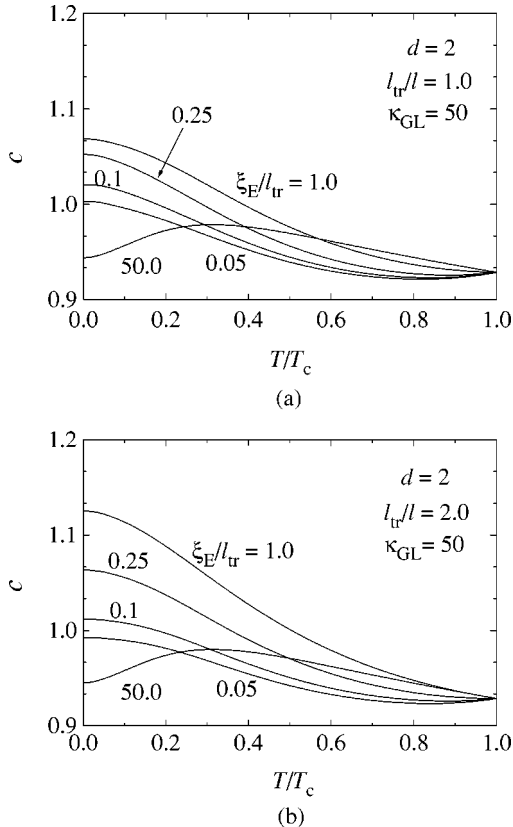 1.2
d = 2
l_tr/l = 1.0
κ_GL = 50
1.1
0.25
c
0.1
ξ_E/l_tr = 1.0
1.0
50.0
0.05
0.9
0.0 0.2 0.4 0.6 0.8 1.0
T/T_c
(a)
1.2
d = 2
l_tr/l = 2.0
κ_GL = 50
1.1
ξ_E/l_tr = 1.0
0.25
c
0.1
1.0
50.0
0.05
0.9
0.0 0.2 0.4 0.6 0.8 1.0
T/T_c
(b)